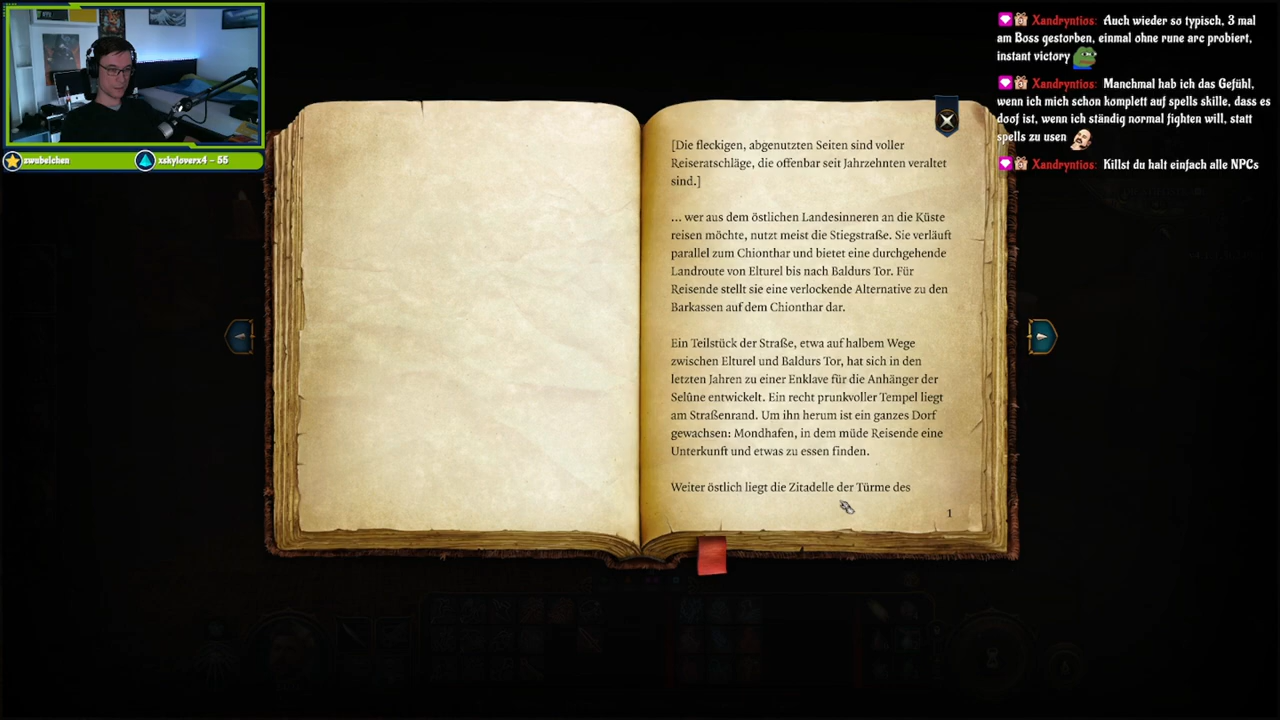 zwubelchen
xskyloverx4 - 55
[Die fleckigen, abgenutzten Seiten sind voller
Reiseratschläge, die offenbar seit Jahrzehnten veraltet
sind.]
... wer aus dem östlichen Landesinneren an die Küste
reisen möchte, nutzt meist die Stiegstraße. Sie verläuft
parallel zum Chionthar und bietet eine durchgehende
Landroute von Elturel bis nach Baldurs Tor. Für
Reisende stellt sie eine verlockende Alternative zu den
Barkassen auf dem Chionthar dar.
Ein Teilstück der Straße, etwa auf halbem Wege
zwischen Elturel und Baldurs Tor, hat sich in den
letzten Jahren zu einer Enklave für die Anhänger der
Selûne entwickelt. Ein recht prunkvoller Tempel liegt
am Straßenrand. Um ihn herum ist ein ganzes Dorf
gewachsen: Mondhafen, in dem müde Reisende eine
Unterkunft und etwas zu essen finden.
Weiter östlich liegt die Zitadelle der Türme des
1
Xandryntios: Auch wieder so typisch, 3 mal
am Boss gestorben, einmal ohne rune arc probiert,
instant victory
Xandryntios: Manchmal hab ich das Gefühl,
wenn ich mich schon komplett auf spells skille, dass es
doof ist, wenn ich ständig normal fighten will, statt
spells zu usen
Xandryntios: Killst du halt einfach alle NPCs